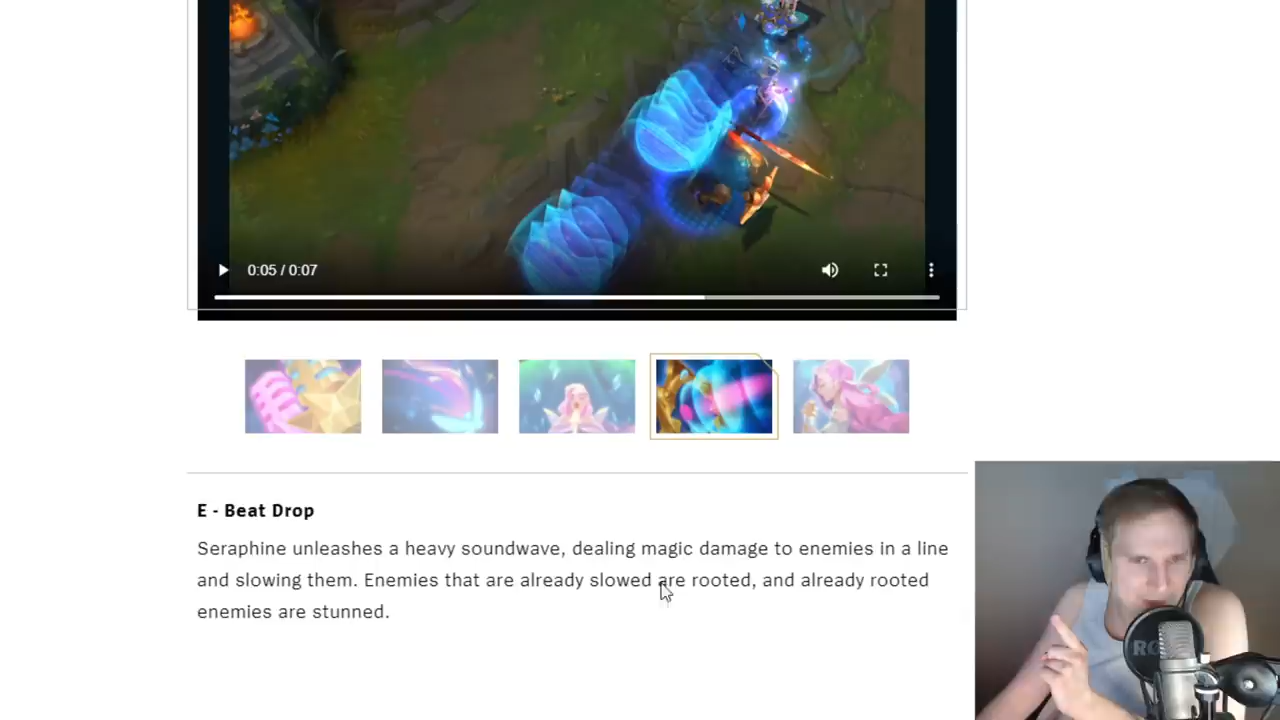 0:05 / 0:07
E - Beat Drop
Seraphine unleashes a heavy soundwave, dealing magic damage to enemies in a line
and slowing them. Enemies that are already slowed are rooted, and already rooted
enemies are stunned.